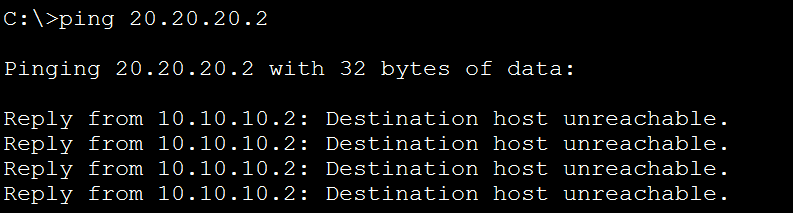 C:\>ping 20.20.20.2
Pinging 20.20.20.2 with 32 bytes of data:
Reply from 10.10.10.2: Destination host unreachable.
Reply from 10.10.10.2: Destination host unreachable.
Reply from 10.10.10.2: Destination host unreachable.
Reply from 10.10.10.2: Destination host unreachable.